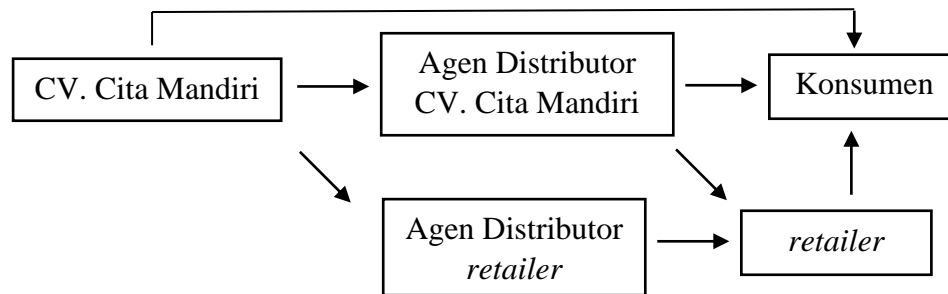 CV. Cita Mandiri
Agen Distributor
CV. Cita Mandiri
Konsumen
Agen Distributor
retailer
retailer